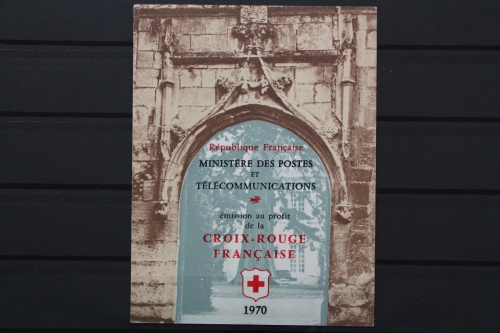 République Française
MINISTÈRE DES POSTES
ET
TÉLÉCOMMUNICATIONS
émission au profit
de la
CROIX-ROUGE
FRANÇAISE
1970